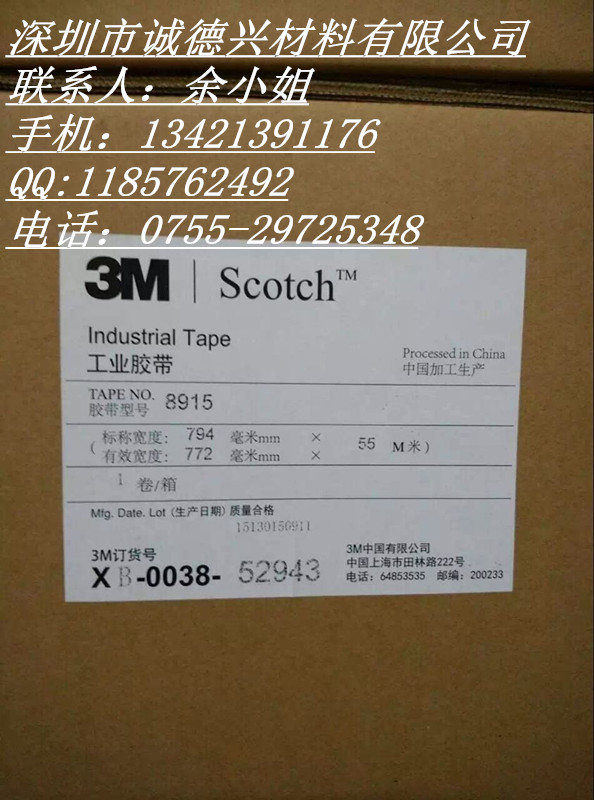 深圳市诚德兴材料有限公司
联系人：余小姐
手机：13421391176
QQ:1185762492
电话：0755-29725348
3M | Scotch™
Industrial Tape
工业胶带
Processed in China
中国加工生产
TAPE NO.
胶带型号 8915
(标称宽度: 794 毫米mm × 55 M米)
有效宽度: 772 毫米mm ×
1 卷/箱
Mfg. Date. Lot (生产日期) 质量合格
15130150911
3M订货号
XB-0038-52943
3M中国有限公司
中国上海市田林路222号
电话: 64853535 邮编: 200233